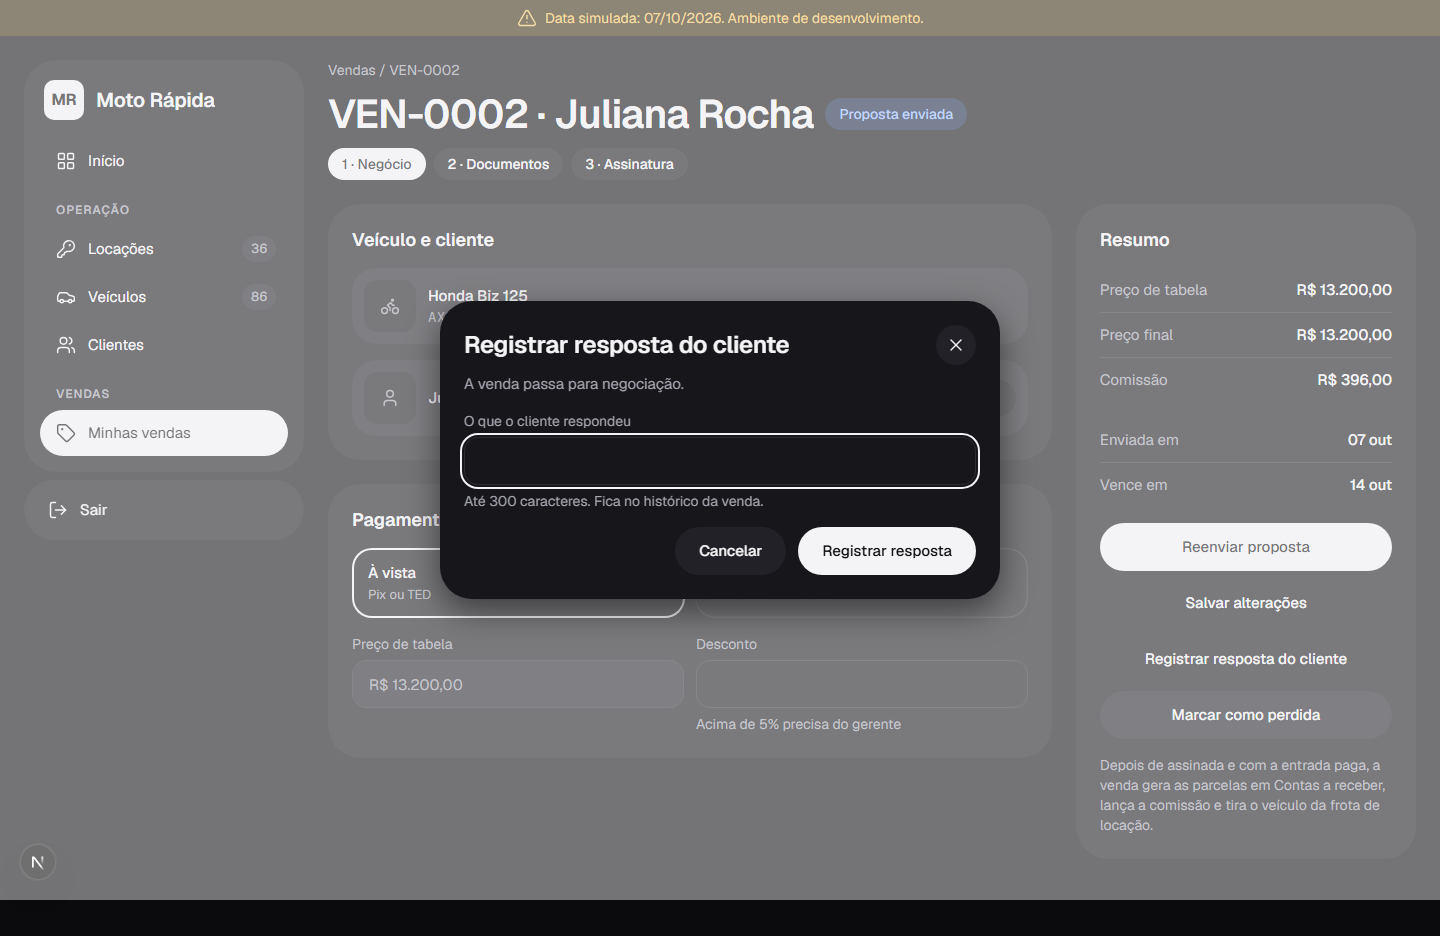 Data simulada: 07/10/2026. Ambiente de desenvolvimento.
MR
Moto Rápida
Início
OPERAÇÃO
Locações 36
Veículos 86
Clientes
VENDAS
Minhas vendas
Sair
Vendas / VEN-0002
VEN-0002 · Juliana Rocha
Proposta enviada
1 · Negócio
2 · Documentos
3 · Assinatura
Veículo e cliente
Honda Biz 125
Registrar resposta do cliente
A venda passa para negociação.
O que o cliente respondeu
Até 300 caracteres. Fica no histórico da venda.
Cancelar
Registrar resposta
À vista
Pix ou TED
Preço de tabela
R$ 13.200,00
Desconto
Acima de 5% precisa do gerente
Resumo
Preço de tabela R$ 13.200,00
Preço final R$ 13.200,00
Comissão R$ 396,00
Enviada em 07 out
Vence em 14 out
Reenviar proposta
Salvar alterações
Registrar resposta do cliente
Marcar como perdida
Depois de assinada e com a entrada paga, a
venda gera as parcelas em Contas a receber,
lança a comissão e tira o veículo da frota de
locação.